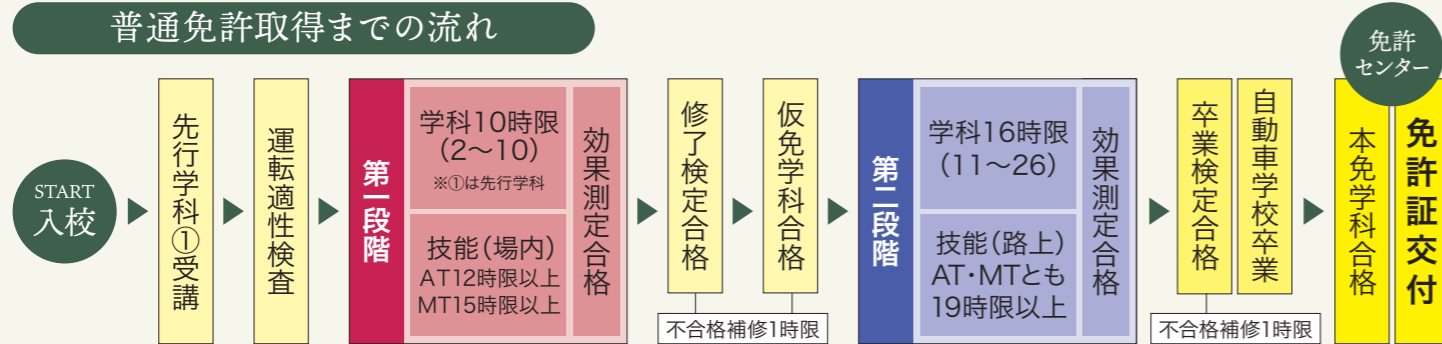 普通免許取得までの流れ
START
入校
先行学科①受講
運転適性検査
第一段階
学科10時限
（2〜10）
※①は先行学科
技能（場内）
AT12時限以上
MT15時限以上
効果測定合格
修了検定合格
仮免学科合格
不合格補修1時限
第二段階
学科16時限
（11〜26）
技能（路上）
AT・MTとも
19時限以上
効果測定合格
卒業検定合格
自動車学校卒業
不合格補修1時限
免許
センター
本免学科合格
免許証交付